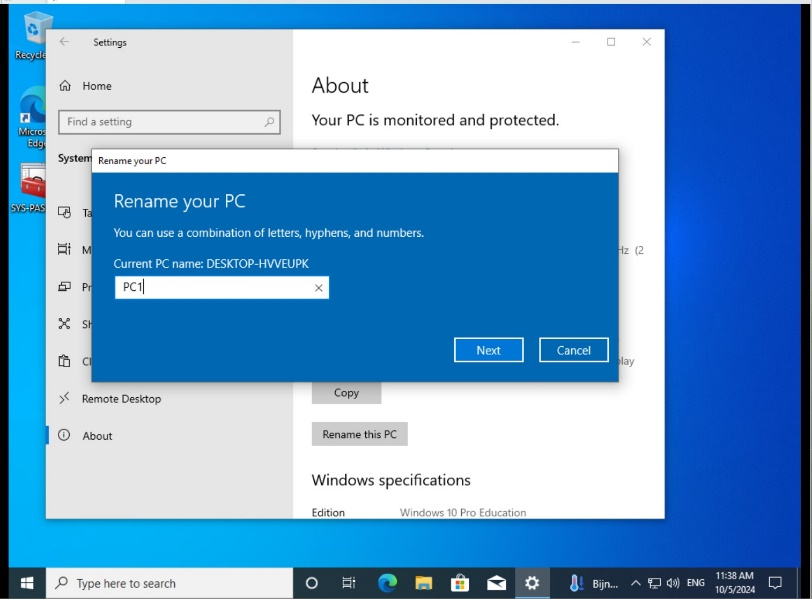 Recycle
Settings
Home
Find a setting
Micros
Edge
System
SYS-PAS
Ta
M
Pr
Sh
Cl
Remote Desktop
About
About
Your PC is monitored and protected.
Hz (2
play
Rename your PC
Rename your PC
You can use a combination of letters, hyphens, and numbers.
Current PC name: DESKTOP-HVVEUPK
PC1
Next
Cancel
Copy
Rename this PC
Windows specifications
Edition Windows 10 Pro Education
Type here to search
Bijn...
ENG
11:38 AM
10/5/2024